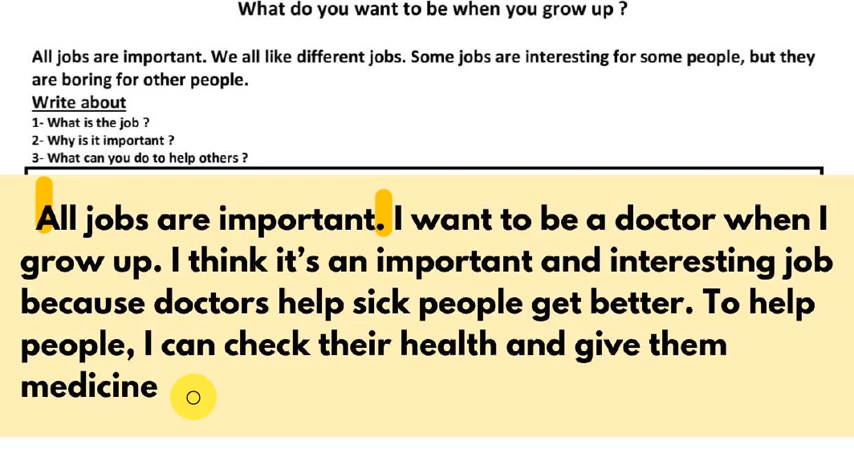 What do you want to be when you grow up ?
All jobs are important. We all like different jobs. Some jobs are interesting for some people, but they
are boring for other people.
Write about
1- What is the job ?
2- Why is it important ?
3- What can you do to help others ?
All jobs are important. I want to be a doctor when I
grow up. I think it’s an important and interesting job
because doctors help sick people get better. To help
people, I can check their health and give them
medicine